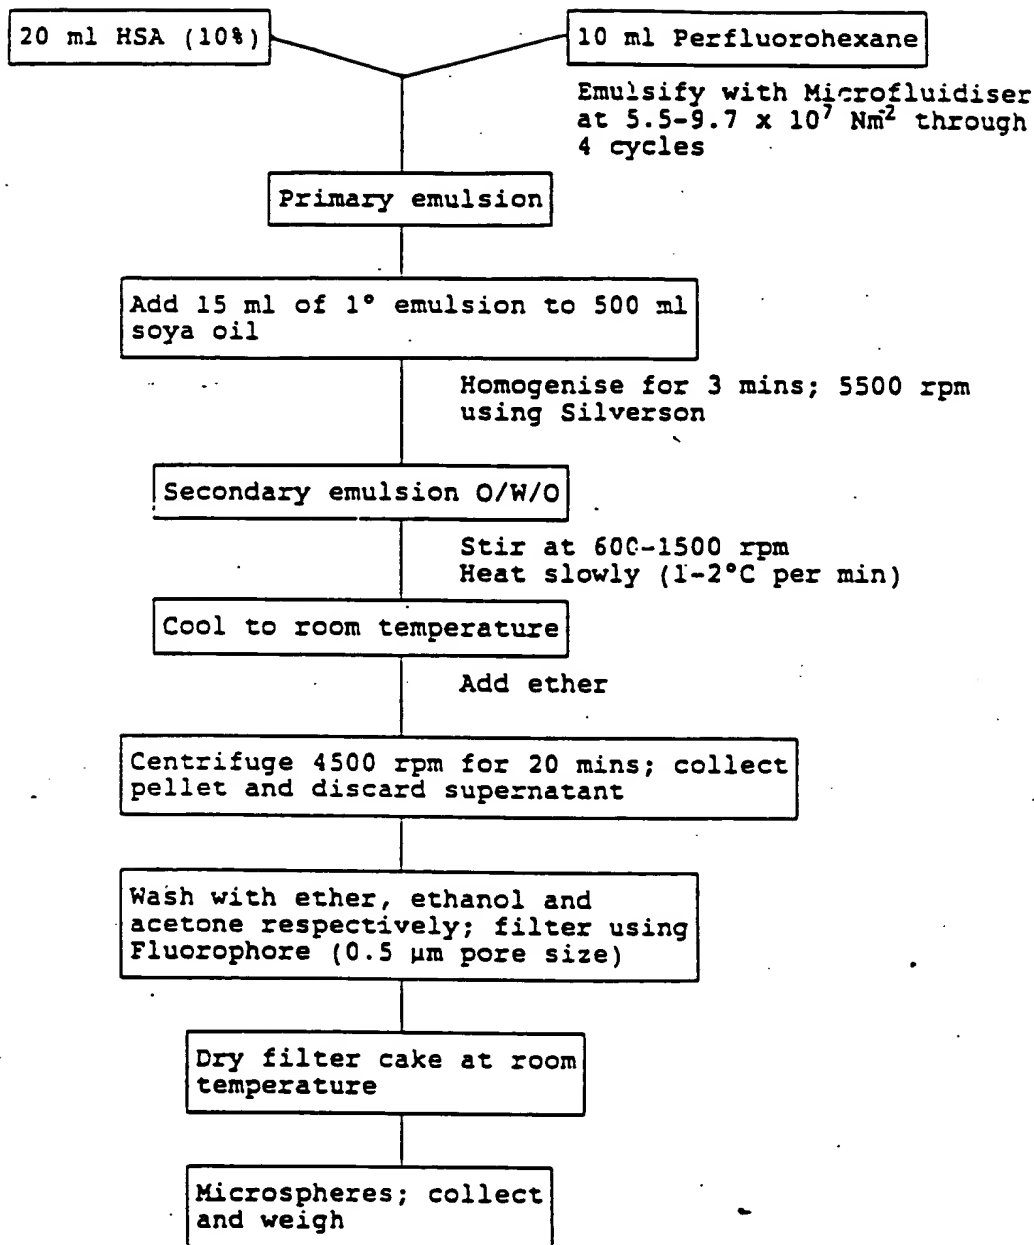 20 ml HSA (10%)
10 ml Perfluorohexane
Emulsify with Microfluidiser
at 5.5-9.7 x 10⁷ Nm⁻² through
4 cycles
Primary emulsion
Add 15 ml of 1° emulsion to 500 ml
soya oil
Homogenise for 3 mins; 5500 rpm
using Silverson
Secondary emulsion O/W/O
Stir at 600-1500 rpm
Heat slowly (1-2°C per min)
Cool to room temperature
Add ether
Centrifuge 4500 rpm for 20 mins; collect
pellet and discard supernatant
Wash with ether, ethanol and
acetone respectively; filter using
Fluorophore (0.5 µm pore size)
Dry filter cake at room
temperature
Microspheres; collect
and weigh